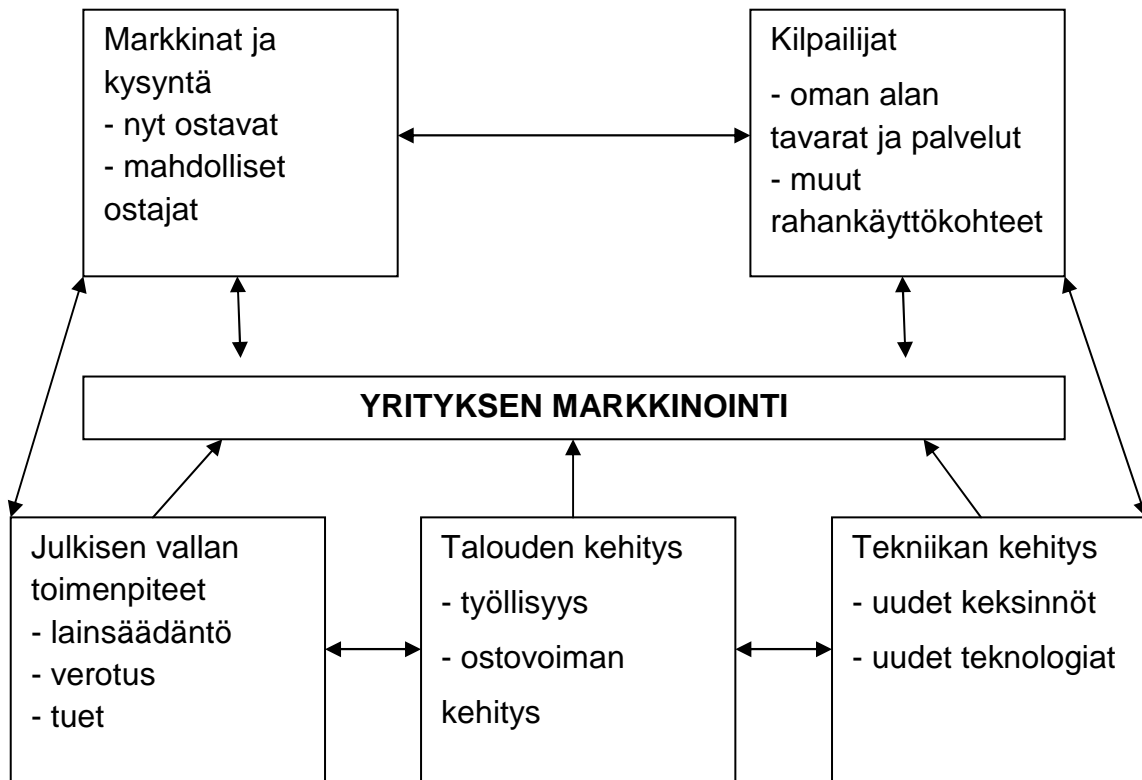 Markkinat ja
kysyntä
- nyt ostavat
- mahdolliset
ostajat
Kilpailijat
- oman alan
tavarat ja palvelut
- muut
rahankäyttökohteet
YRITYKSEN MARKKINOINTI
Julkisen vallan
toimenpiteet
- lainsäädäntö
- verotus
- tuet
Talouden kehitys
- työllisyys
- ostovoiman
kehitys
Tekniikan kehitys
- uudet keksinnöt
- uudet teknologiat